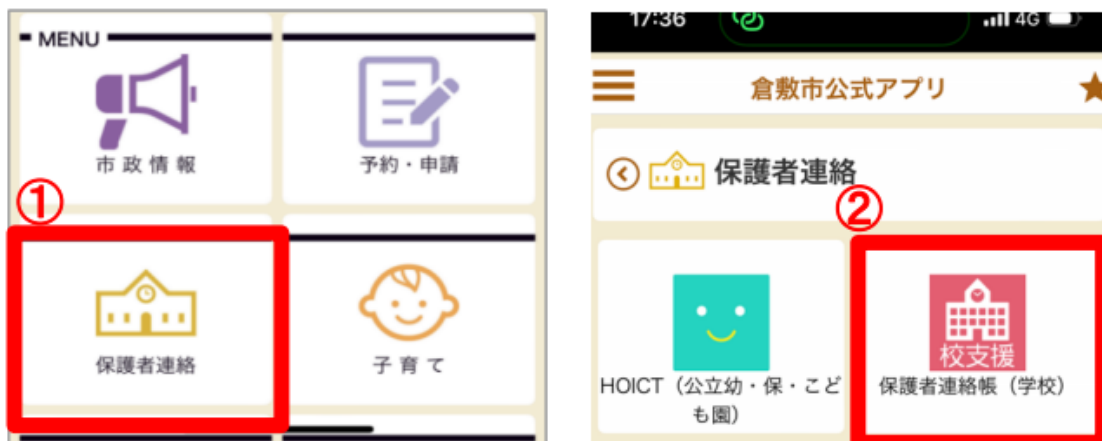 MENU
市政情報
予約・申請
①
保護者連絡
子育て
17:36
4G
倉敷市公式アプリ
保護者連絡
②
HOICT（公立幼・保・こど
も園）
校支援
保護者連絡帳（学校）